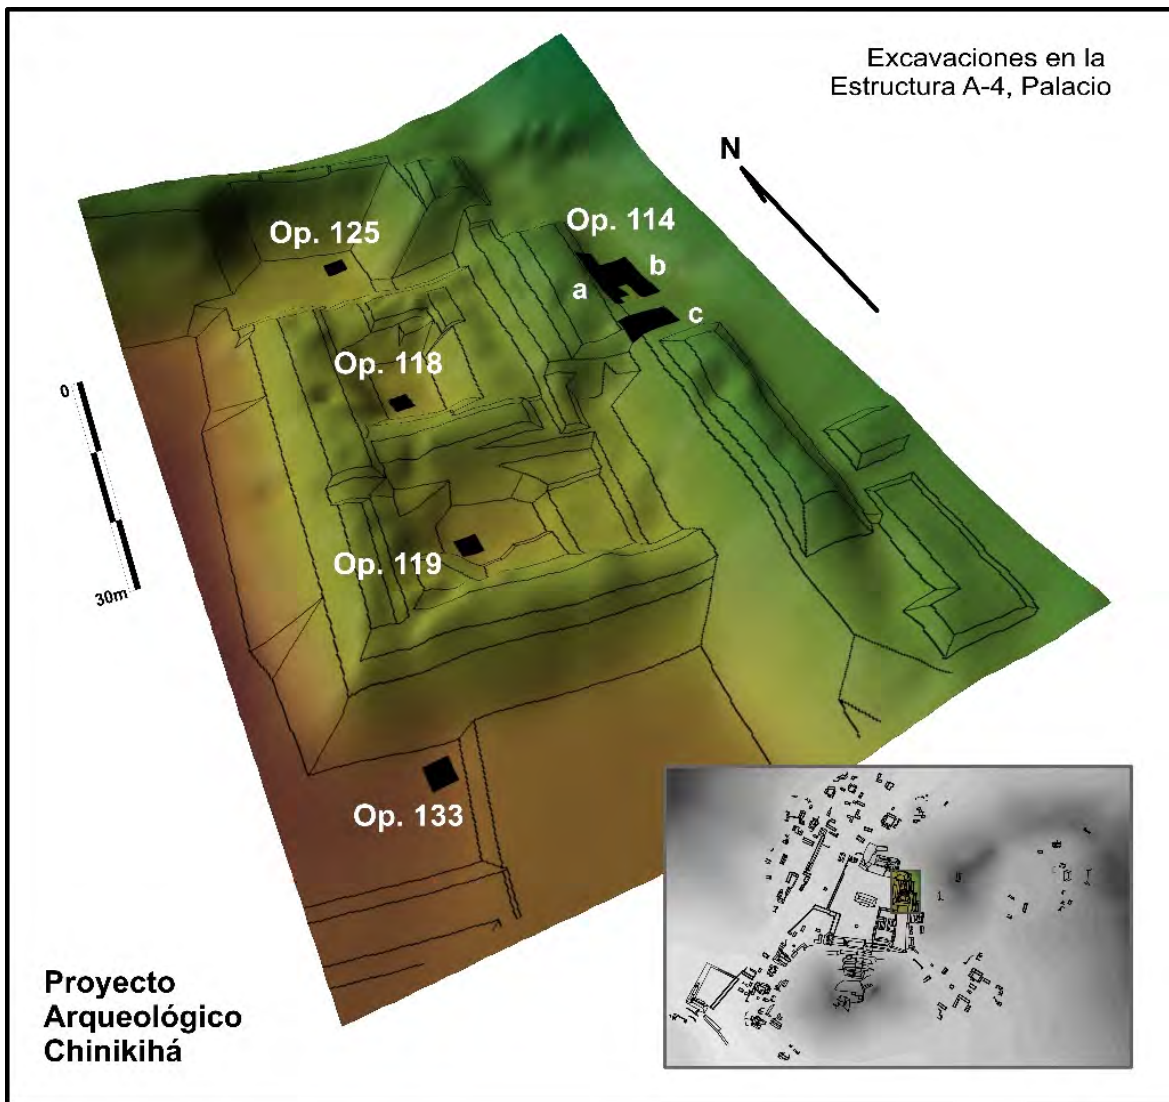 Excavaciones en la
Estructura A-4, Palacio
N
Op. 114
Op. 125
b
a
c
Op. 118
0
Op. 119
30m
Op. 133
Proyecto
Arqueológico
Chinikihá